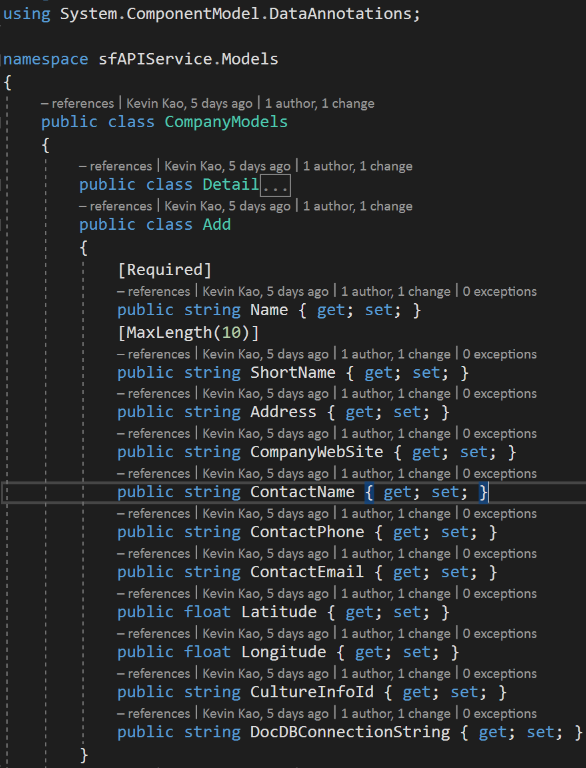 using System.ComponentModel.DataAnnotations;
namespace sfAPIService.Models
{
– references | Kevin Kao, 5 days ago | 1 author, 1 change
public class CompanyModels
{
– references | Kevin Kao, 5 days ago | 1 author, 1 change
public class Detail...
– references | Kevin Kao, 5 days ago | 1 author, 1 change
public class Add
{
[Required]
– references | Kevin Kao, 5 days ago | 1 author, 1 change | 0 exceptions
public string Name { get; set; }
[MaxLength(10)]
– references | Kevin Kao, 5 days ago | 1 author, 1 change | 0 exceptions
public string ShortName { get; set; }
– references | Kevin Kao, 5 days ago | 1 author, 1 change | 0 exceptions
public string Address { get; set; }
– references | Kevin Kao, 5 days ago | 1 author, 1 change | 0 exceptions
public string CompanyWebSite { get; set; }
– references | Kevin Kao, 5 days ago | 1 author, 1 change | 0 exceptions
public string ContactName { get; set; }
– references | Kevin Kao, 5 days ago | 1 author, 1 change | 0 exceptions
public string ContactPhone { get; set; }
– references | Kevin Kao, 5 days ago | 1 author, 1 change | 0 exceptions
public string ContactEmail { get; set; }
– references | Kevin Kao, 5 days ago | 1 author, 1 change | 0 exceptions
public float Latitude { get; set; }
– references | Kevin Kao, 5 days ago | 1 author, 1 change | 0 exceptions
public float Longitude { get; set; }
– references | Kevin Kao, 5 days ago | 1 author, 1 change | 0 exceptions
public string CultureInfoId { get; set; }
– references | Kevin Kao, 5 days ago | 1 author, 1 change | 0 exceptions
public string DocDBConnectionString { get; set; }
}